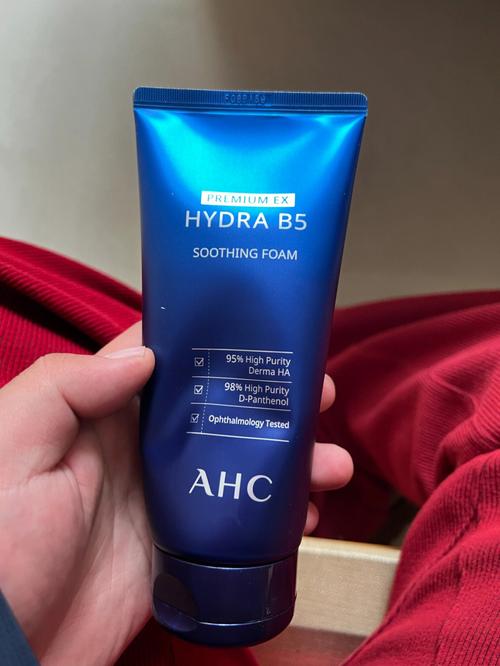 PREMIUM EX
HYDRA B5
SOOTHING FOAM
95% High Purity
Derma HA
98% High Purity
D-Panthenol
Ophthalmology Tested
AHC